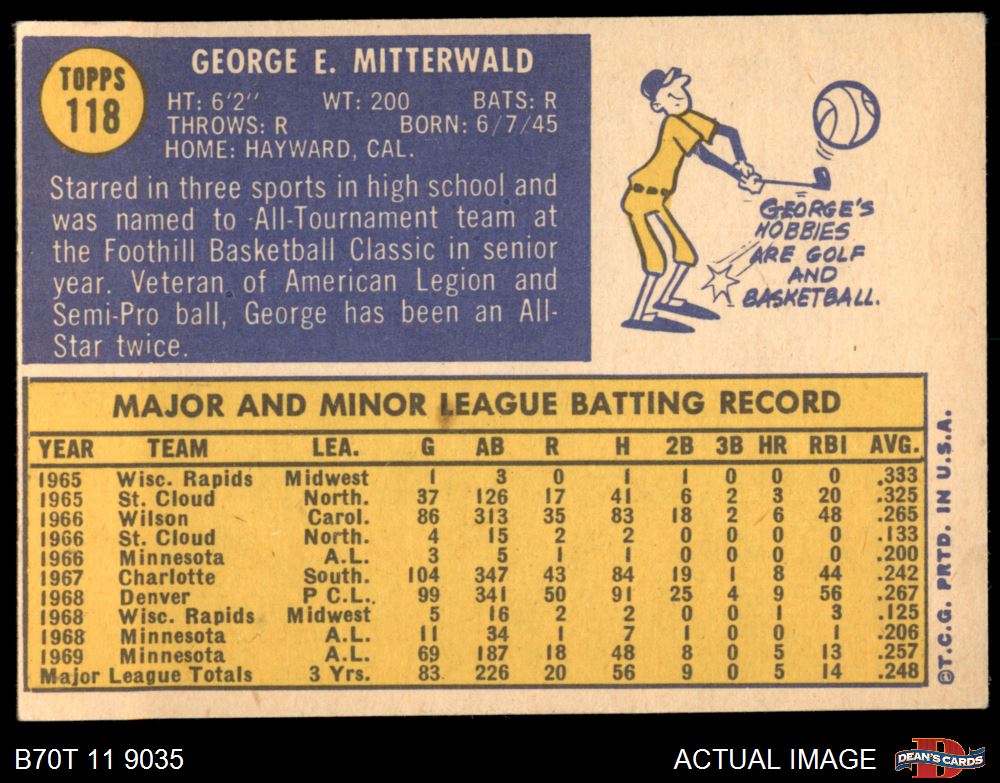 TOPPS
118
GEORGE E. MITTERWALD
HT: 6'2" WT: 200 BATS: R
THROWS: R BORN: 6/7/45
HOME: HAYWARD, CAL.
Starred in three sports in high school and
was named to All-Tournament team at
the Foothill Basketball Classic in senior
year. Veteran of American Legion and
Semi-Pro ball, George has been an All-
Star twice.
GEORGE'S
HOBBIES
ARE GOLF
AND
BASKETBALL.
MAJOR AND MINOR LEAGUE BATTING RECORD
YEAR TEAM LEA. G AB R H 2B 3B HR RBI AVG.
1965 Wisc. Rapids Midwest 1 3 0 1 1 0 0 0 .333
1965 St. Cloud North. 37 126 17 41 6 2 3 20 .325
1966 Wilson Carol. 86 313 35 83 18 2 6 48 .265
1966 St. Cloud North. 4 15 2 2 0 0 0 0 .133
1966 Minnesota A.L. 3 5 1 1 0 0 0 0 .200
1967 Charlotte South. 104 347 43 84 19 1 8 44 .242
1968 Denver P.C.L. 99 341 50 91 25 4 9 56 .267
1968 Wisc. Rapids Midwest 5 16 2 2 0 0 1 3 .125
1968 Minnesota A.L. 11 34 1 7 1 0 0 1 .206
1969 Minnesota A.L. 69 187 18 48 8 0 5 13 .257
Major League Totals 3 Yrs. 83 226 20 56 9 0 5 14 .248
©T.C.G. PRTD. IN U.S.A.
B70T 11 9035
ACTUAL IMAGE
D
DEAN'S CARDS